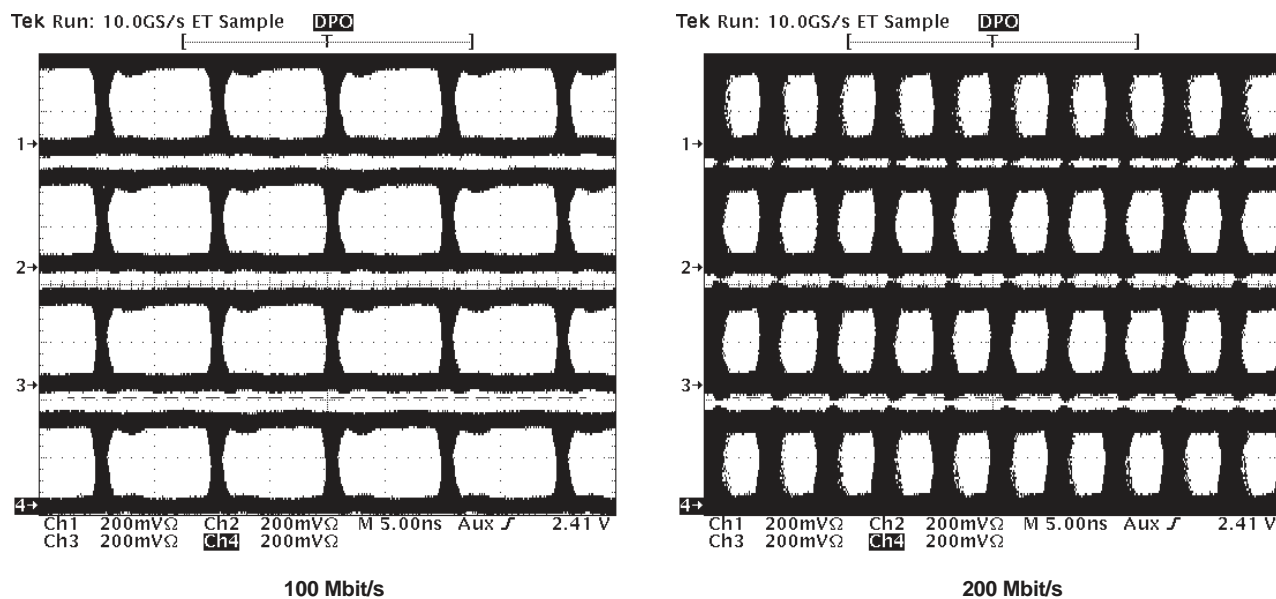 Tek Run: 10.0GS/s ET Sample DPO
[ T ]
1→
2→
3→
4→
Ch1 200mVΩ Ch2 200mVΩ M 5.00ns Aux ƒ 2.41 V
Ch3 200mVΩ Ch4 200mVΩ
100 Mbit/s
Tek Run: 10.0GS/s ET Sample DPO
[ T ]
1→
2→
3→
4→
Ch1 200mVΩ Ch2 200mVΩ M 5.00ns Aux ƒ 2.41 V
Ch3 200mVΩ Ch4 200mVΩ
200 Mbit/s